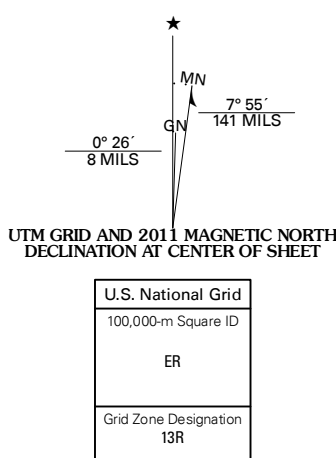 ★
MN
7° 55´
141 MILS
GN
0° 26´
8 MILS
UTM GRID AND 2011 MAGNETIC NORTH
DECLINATION AT CENTER OF SHEET
U.S. National Grid
100,000-m Square ID
ER
Grid Zone Designation
13R